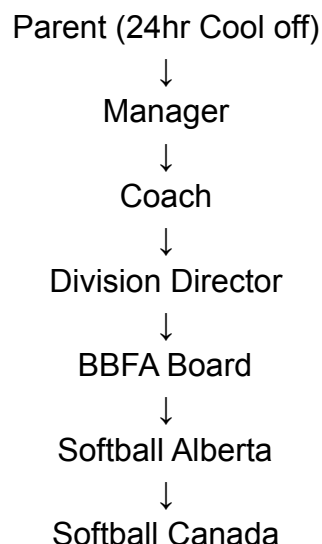 Parent (24hr Cool off)
↓
Manager
↓
Coach
↓
Division Director
↓
BBFA Board
↓
Softball Alberta
↓
Softball Canada